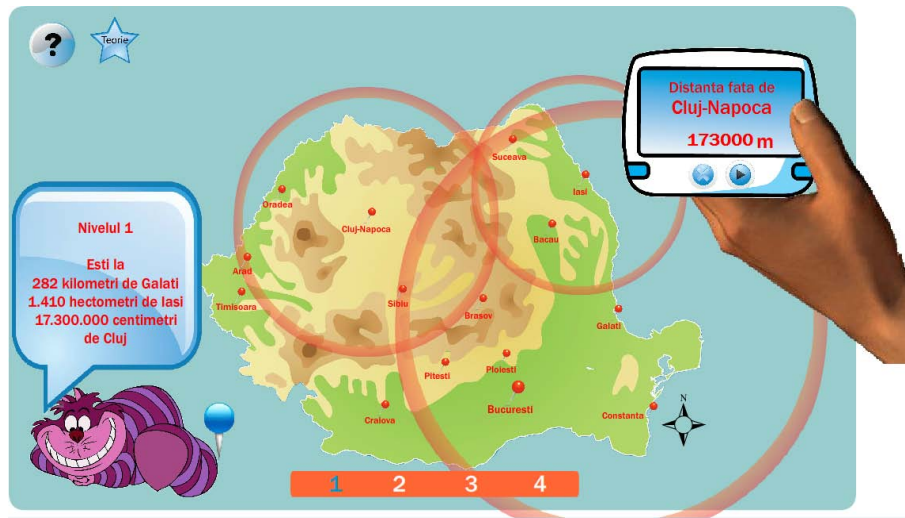 ?
Teorie
Distanta fata de
Cluj-Napoca
173000 m
Suceava
Iasi
Oradea
Cluj-Napoca
Bacau
Nivelul 1
Esti la
282 kilometri de Galati
1.410 hectometri de Iasi
17.300.000 centimetri
de Cluj
Arad
Timisoara
Sibiu
Brasov
Galati
Pitesti
Ploiesti
Bucuresti
Craiova
Constanta
N
1 2 3 4